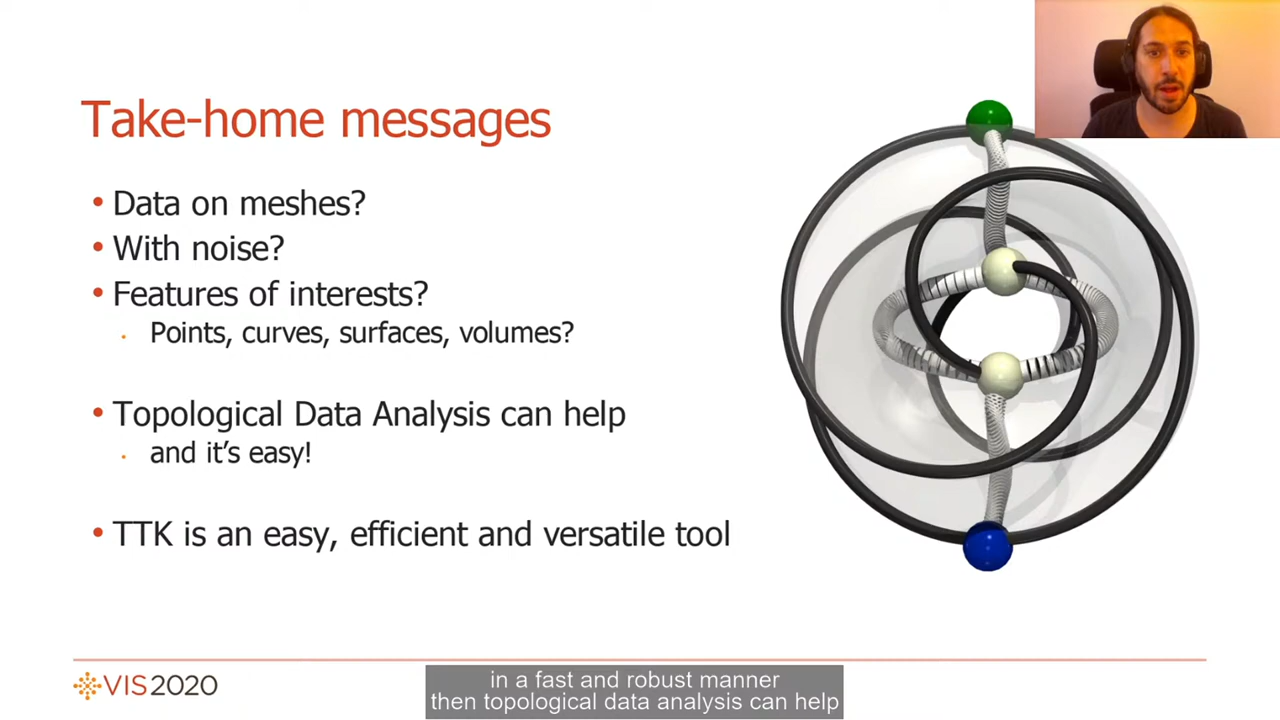 Take-home messages
• Data on meshes?
• With noise?
• Features of interests?
· Points, curves, surfaces, volumes?
• Topological Data Analysis can help
· and it's easy!
• TTK is an easy, efficient and versatile tool
VIS2020
in a fast and robust manner
then topological data analysis can help